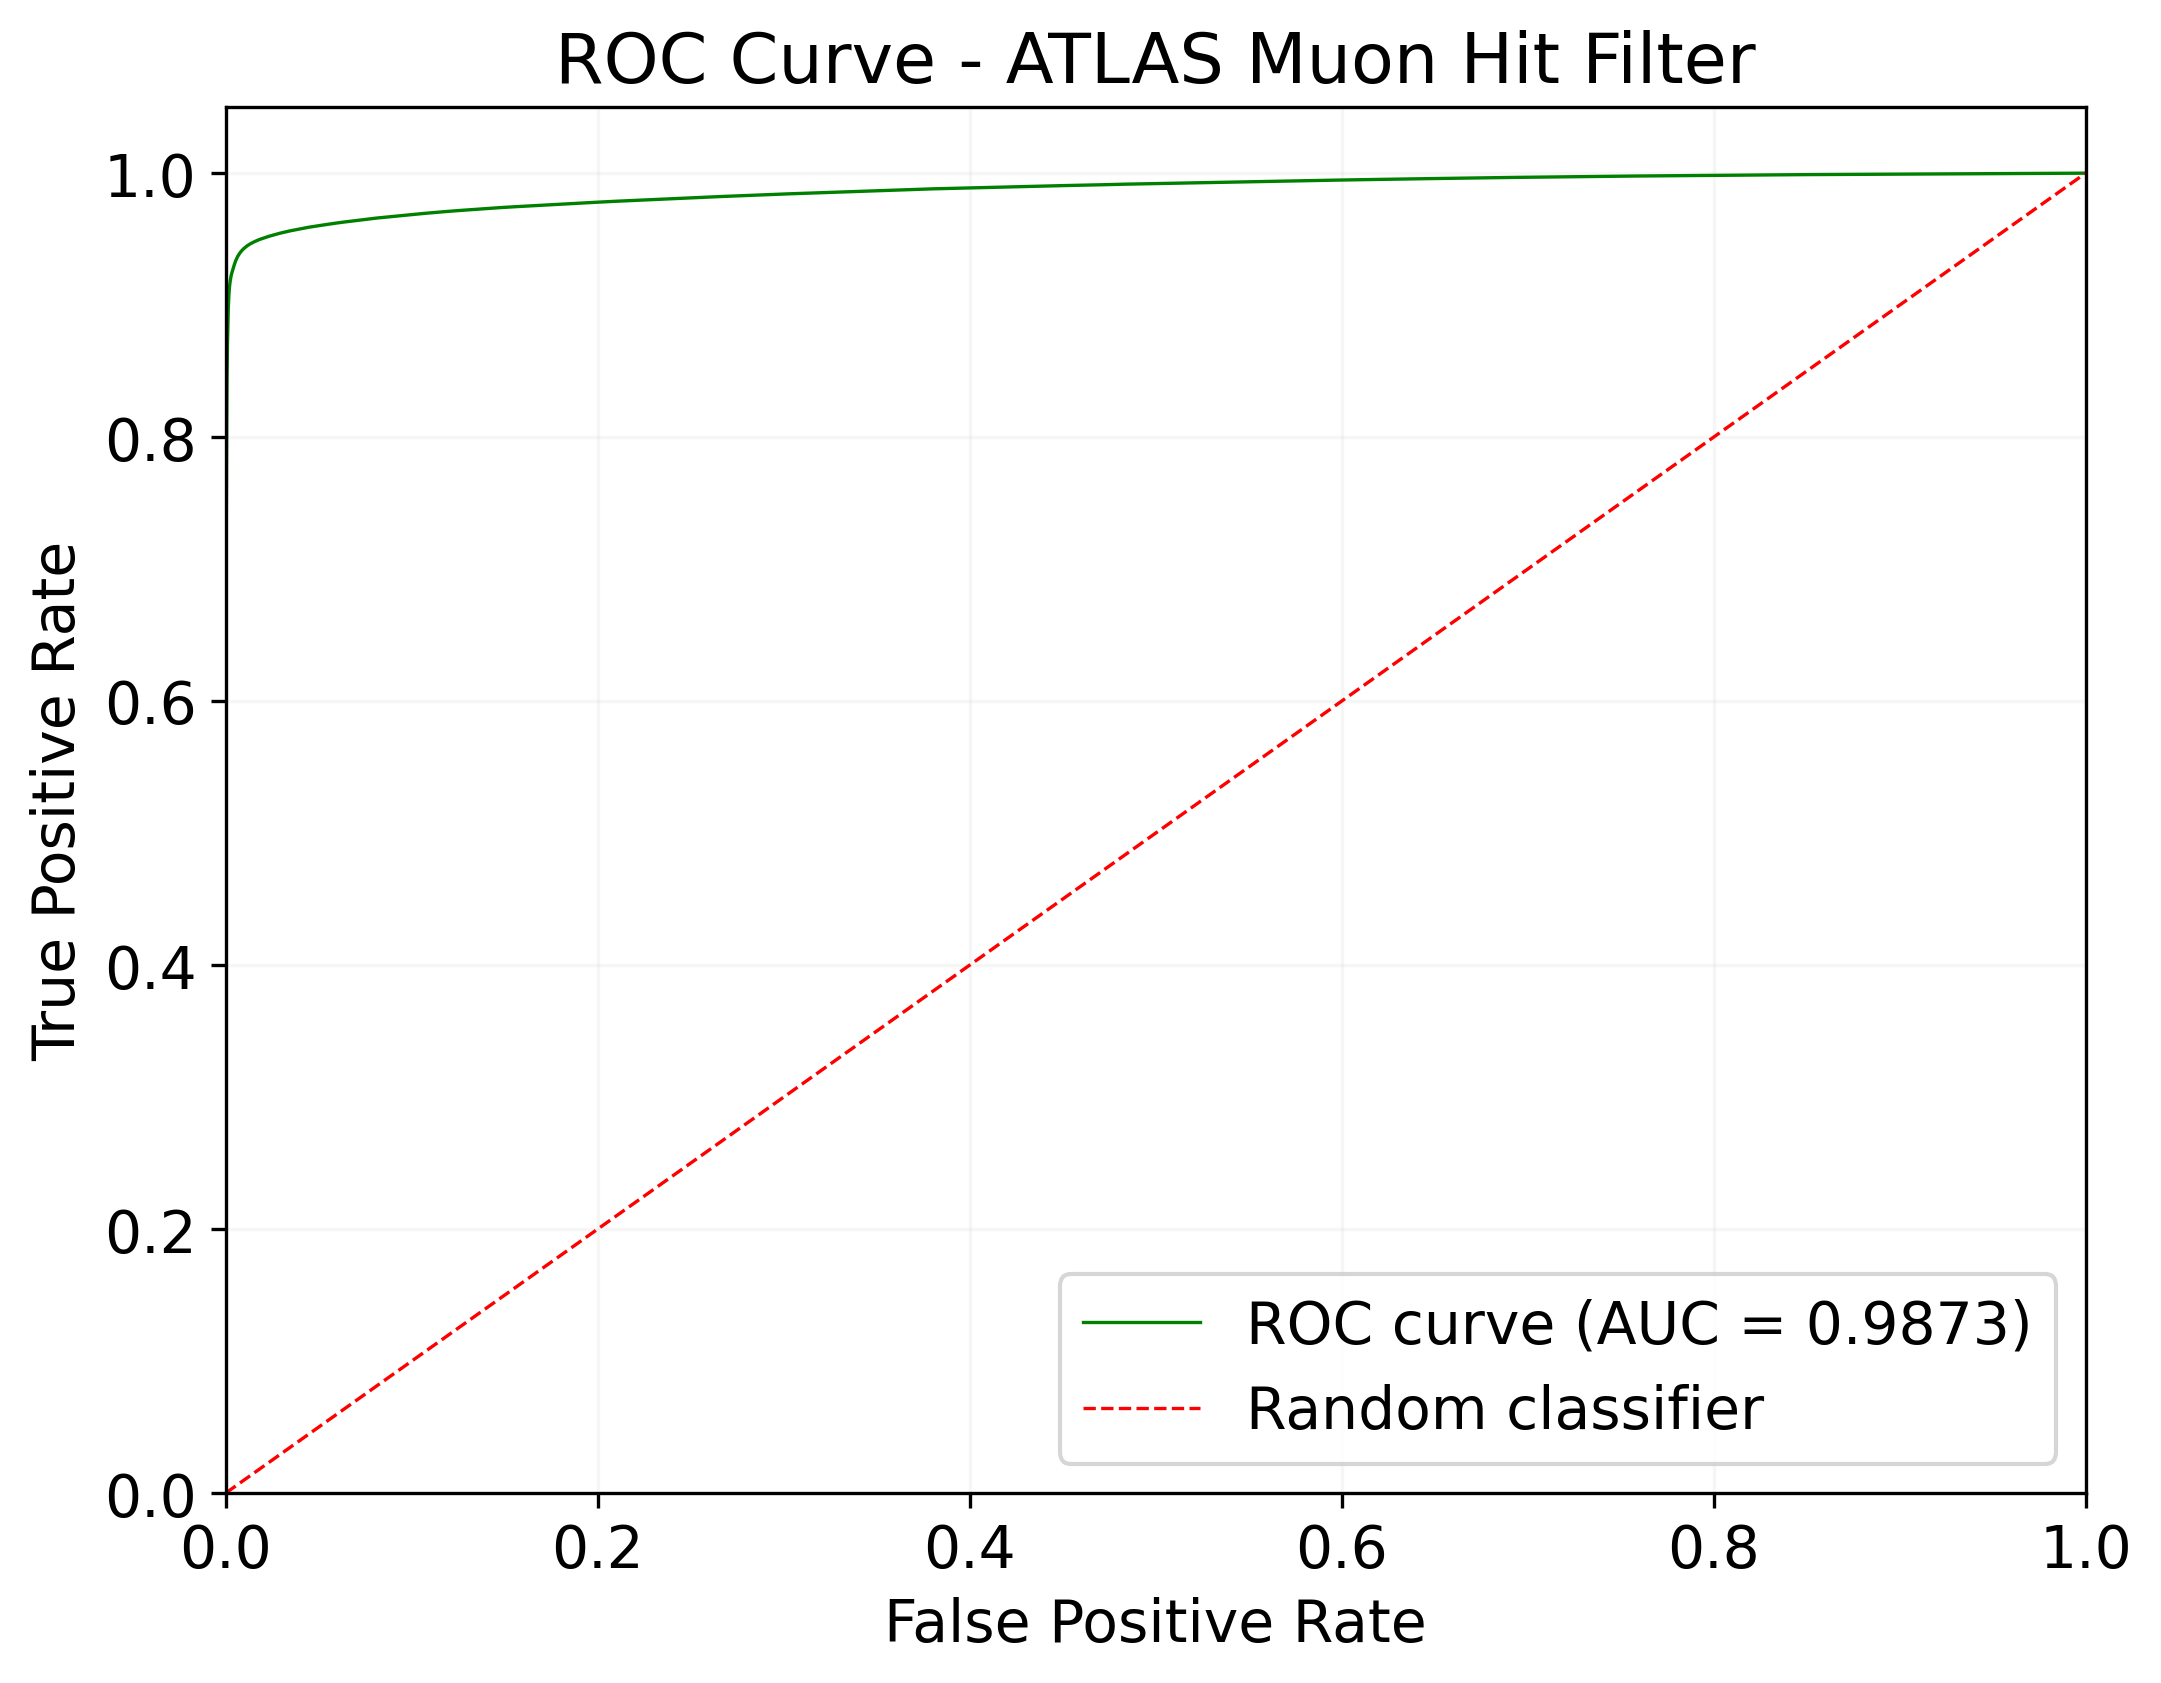 ROC Curve - ATLAS Muon Hit Filter
True Positive Rate
1.0
0.8
0.6
0.4
0.2
0.0
0.0 0.2 0.4 0.6 0.8 1.0
False Positive Rate
ROC curve (AUC = 0.9873)
Random classifier